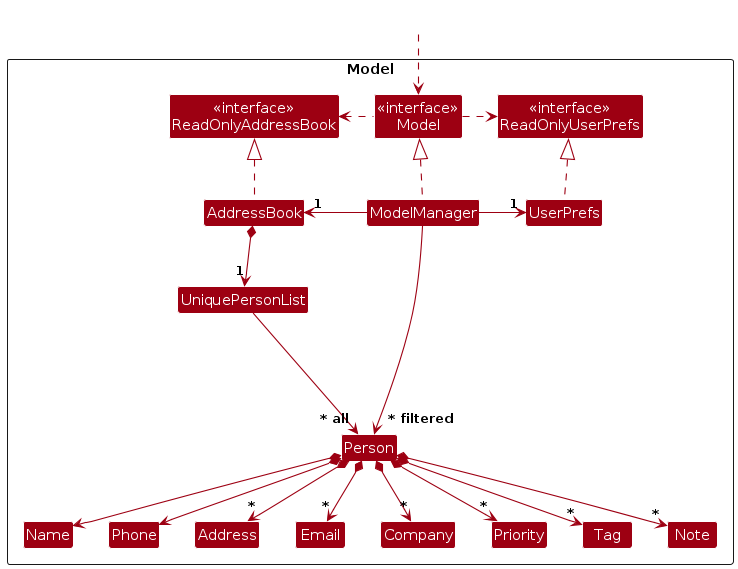 Model
«interface»
ReadOnlyAddressBook
«interface»
Model
«interface»
ReadOnlyUserPrefs
AddressBook
1
ModelManager
1
UserPrefs
1
UniquePersonList
* all
* filtered
Person
*
*
*
*
*
*
Name
Phone
Address
Email
Company
Priority
Tag
Note